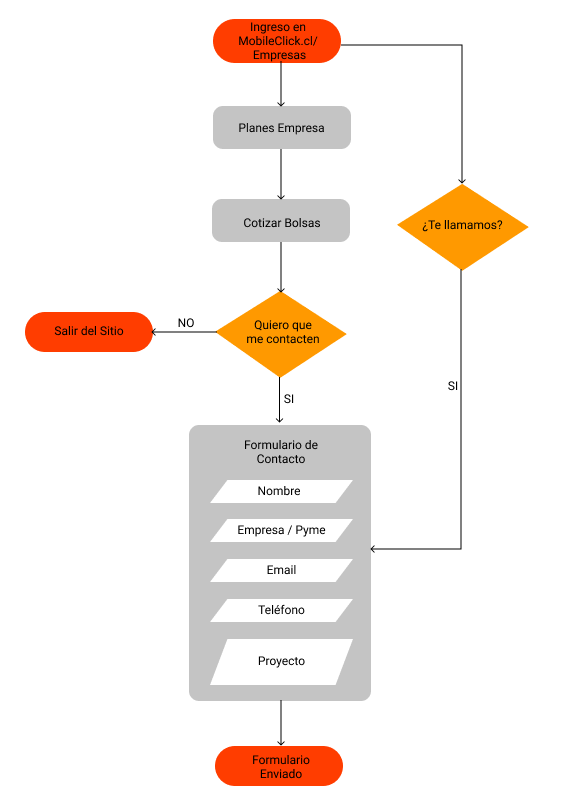 Ingreso en
MobileClick.cl/
Empresas
Planes Empresa
Cotizar Bolsas
¿Te llamamos?
Quiero que
me contacten
NO
Salir del Sitio
SI
SI
Formulario de
Contacto
Nombre
Empresa / Pyme
Email
Teléfono
Proyecto
Formulario
Enviado